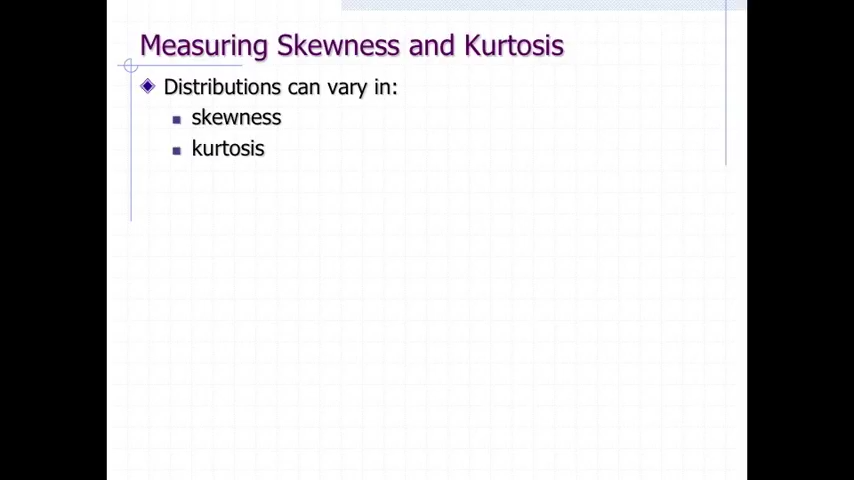 Measuring Skewness and Kurtosis
Distributions can vary in:
skewness
kurtosis